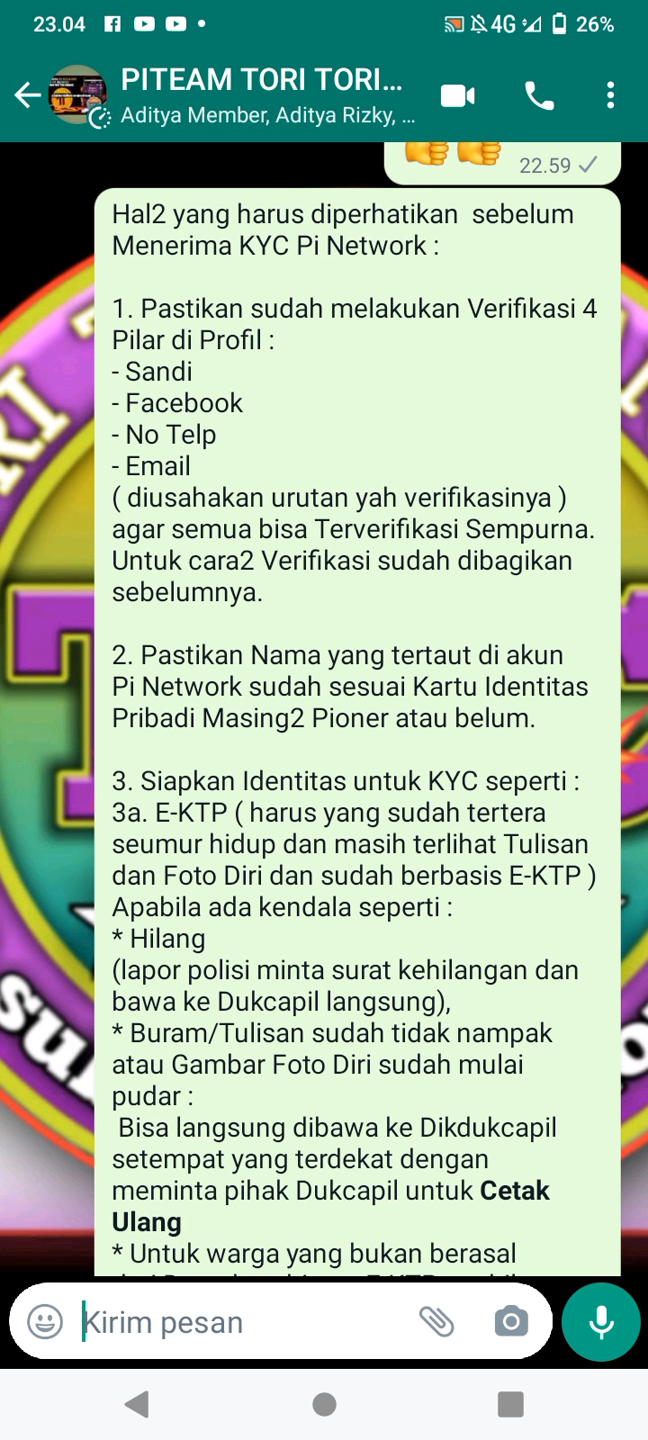 23.04 4G 26%
PITEAM TORI TORI...
Aditya Member, Aditya Rizky, ...
22.59
Hal2 yang harus diperhatikan sebelum
Menerima KYC Pi Network :
1. Pastikan sudah melakukan Verifikasi 4
Pilar di Profil :
- Sandi
- Facebook
- No Telp
- Email
( diusahakan urutan yah verifikasinya )
agar semua bisa Terverifikasi Sempurna.
Untuk cara2 Verifikasi sudah dibagikan
sebelumnya.
2. Pastikan Nama yang tertaut di akun
Pi Network sudah sesuai Kartu Identitas
Pribadi Masing2 Pioner atau belum.
3. Siapkan Identitas untuk KYC seperti :
3a. E-KTP ( harus yang sudah tertera
seumur hidup dan masih terlihat Tulisan
dan Foto Diri dan sudah berbasis E-KTP )
Apabila ada kendala seperti :
* Hilang
(lapor polisi minta surat kehilangan dan
bawa ke Dukcapil langsung),
* Buram/Tulisan sudah tidak nampak
atau Gambar Foto Diri sudah mulai
pudar :
Bisa langsung dibawa ke Dikdukcapil
setempat yang terdekat dengan
meminta pihak Dukcapil untuk Cetak
Ulang
* Untuk warga yang bukan berasal
Kirim pesan